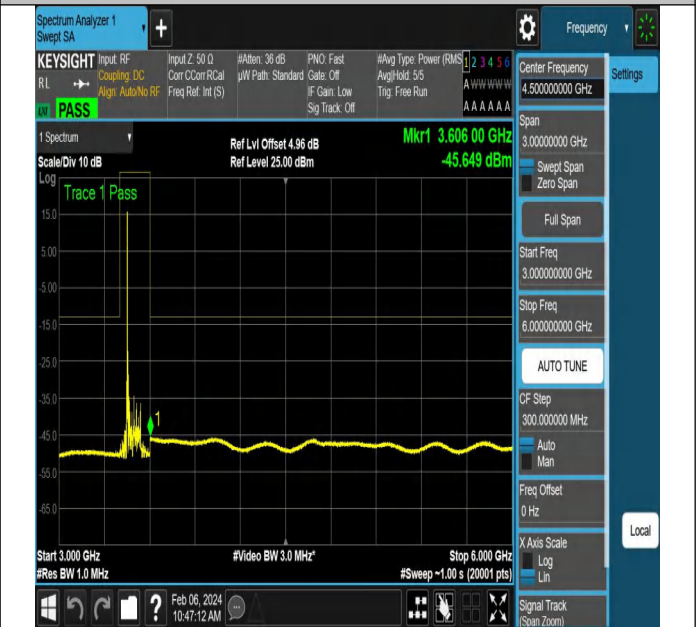 Spectrum Analyzer 1
Swept SA
+
Frequency
KEYSIGHT
RL
PASS
Input: RF
Coupling: DC
Align: Auto/No RF
Input Z: 50 Ω
Corr CCorr RCal
Freq Ref: Int (S)
#Atten: 36 dB
µW Path: Standard
PNO: Fast
Gate: Off
IF Gain: Low
Sig Track: Off
#Avg Type: Power (RMS
Avg|Hold: 5/5
Trig: Free Run
1 2 3 4 5 6
A W W W W W
A A A A A A
1 Spectrum
Scale/Div 10 dB
Log
Ref Lvl Offset 4.96 dB
Ref Level 25.00 dBm
Mkr1 3.606 00 GHz
-45.649 dBm
Trace 1 Pass
15.0
5.00
-5.00
-15.0
-25.0
-35.0
-45.0
-55.0
-65.0
1
Start 3.000 GHz
#Res BW 1.0 MHz
#Video BW 3.0 MHz*
Stop 6.000 GHz
#Sweep ~1.00 s (20001 pts)
?
Feb 06, 2024
10:47:12 AM
Center Frequency
4.500000000 GHz
Settings
Span
3.00000000 GHz
Swept Span
Zero Span
Full Span
Start Freq
3.000000000 GHz
Stop Freq
6.000000000 GHz
AUTO TUNE
CF Step
300.000000 MHz
Auto
Man
Freq Offset
0 Hz
X Axis Scale
Log
Lin
Local
Signal Track
(Span Zoom)